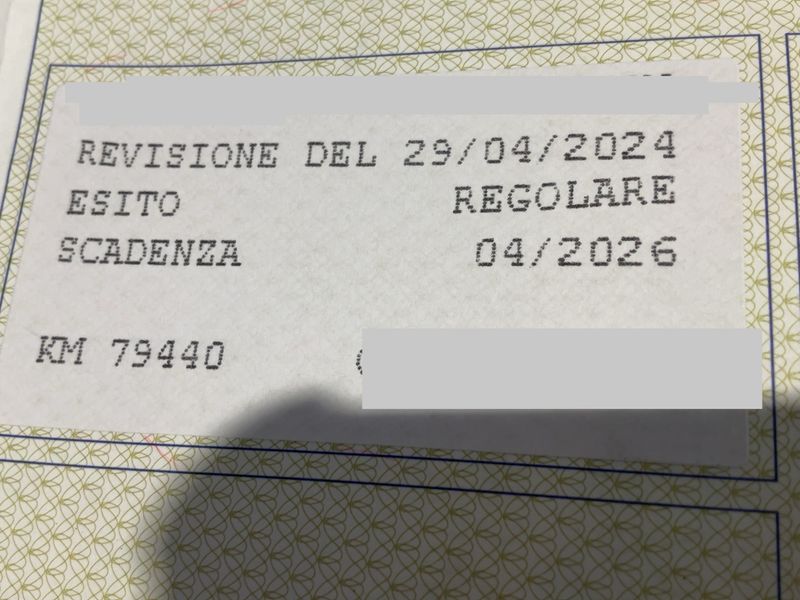 REVISIONE DEL 29/04/2024
ESITO REGOLARE
SCADENZA 04/2026
KM 79440 (